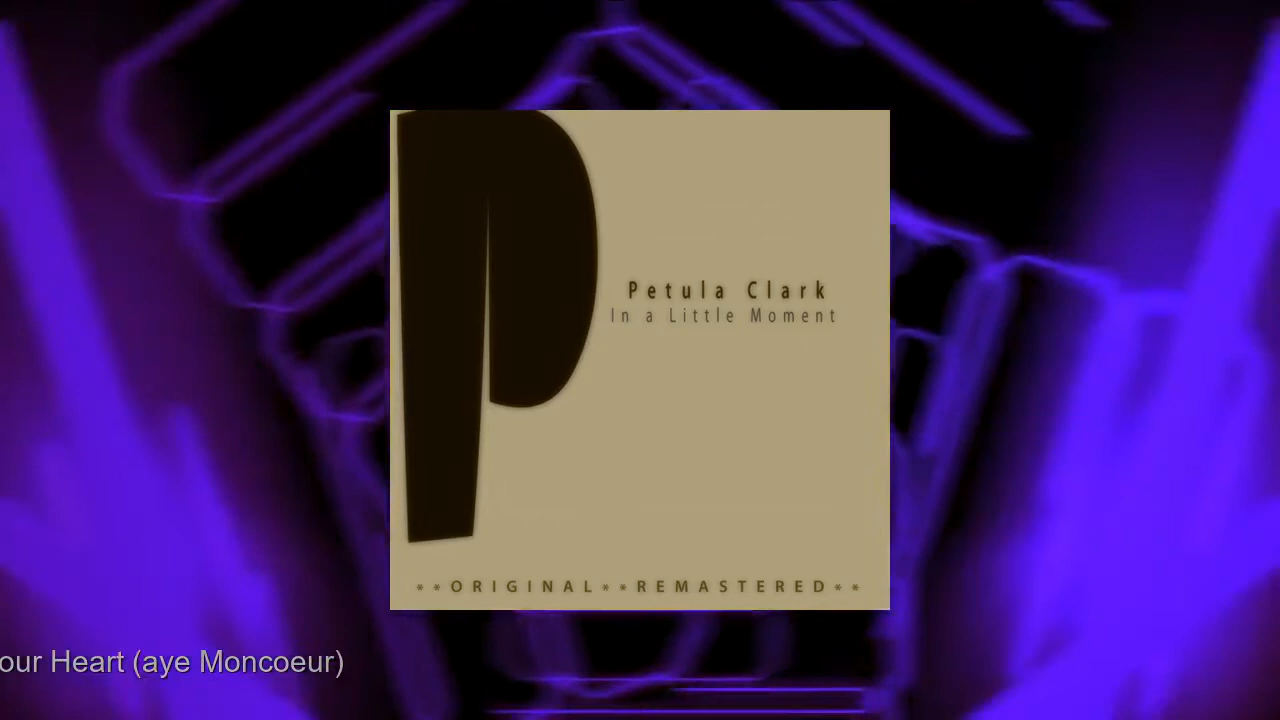 Petula Clark
In a Little Moment
**ORIGINAL**REMASTERED**
our Heart (aye Moncoeur)